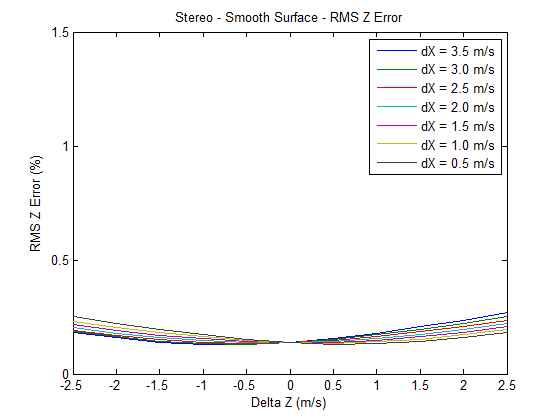 Stereo - Smooth Surface - RMS Z Error
1.5
dX = 3.5 m/s
dX = 3.0 m/s
dX = 2.5 m/s
dX = 2.0 m/s
dX = 1.5 m/s
dX = 1.0 m/s
dX = 0.5 m/s
1
RMS Z Error (%)
0.5
0
-2.5 -2 -1.5 -1 -0.5 0 0.5 1 1.5 2 2.5
Delta Z (m/s)